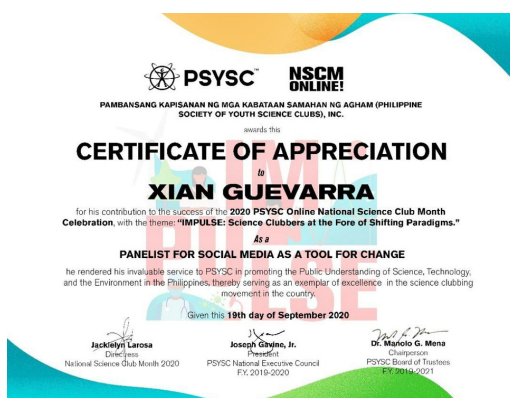 PSYSC™ NSCM
ONLINE!
PAMBANSANG KAPISANAN NG MGA KABATAAN SAMAHAN NG AGHAM (PHILIPPINE
SOCIETY OF YOUTH SCIENCE CLUBS), INC.
awards this
CERTIFICATE OF APPRECIATION
to
XIAN GUEVARRA
for his contribution to the success of the 2020 PSYSC Online National Science Club Month
Celebration, with the theme: "IMPULSE: Science Clubbers at the Fore of Shifting Paradigms."
As a
PANELIST FOR SOCIAL MEDIA AS A TOOL FOR CHANGE
he rendered his invaluable service to PSYSC in promoting the Public Understanding of Science, Technology,
and the Environment in the Philippines, thereby serving as an exemplar of excellence in the science clubbing
movement in the country.
Given this 19th day of September 2020
Jackielyn Larosa Joseph Gavine, Jr. Dr. Manolo G. Mena
Directress President Chairperson
National Science Club Month 2020 PSYSC National Executive Council PSYSC Board of Trustees
F.Y. 2019-2020 F.Y. 2019-2021
IM
PULSE